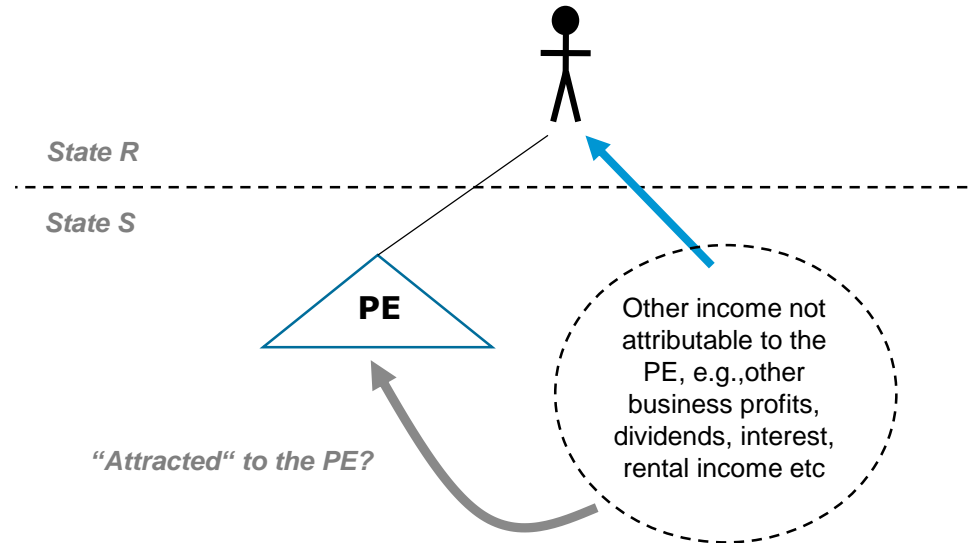 State R
State S
PE
Other income not
attributable to the
PE, e.g.,other
business profits,
dividends, interest,
rental income etc
“Attracted“ to the PE?